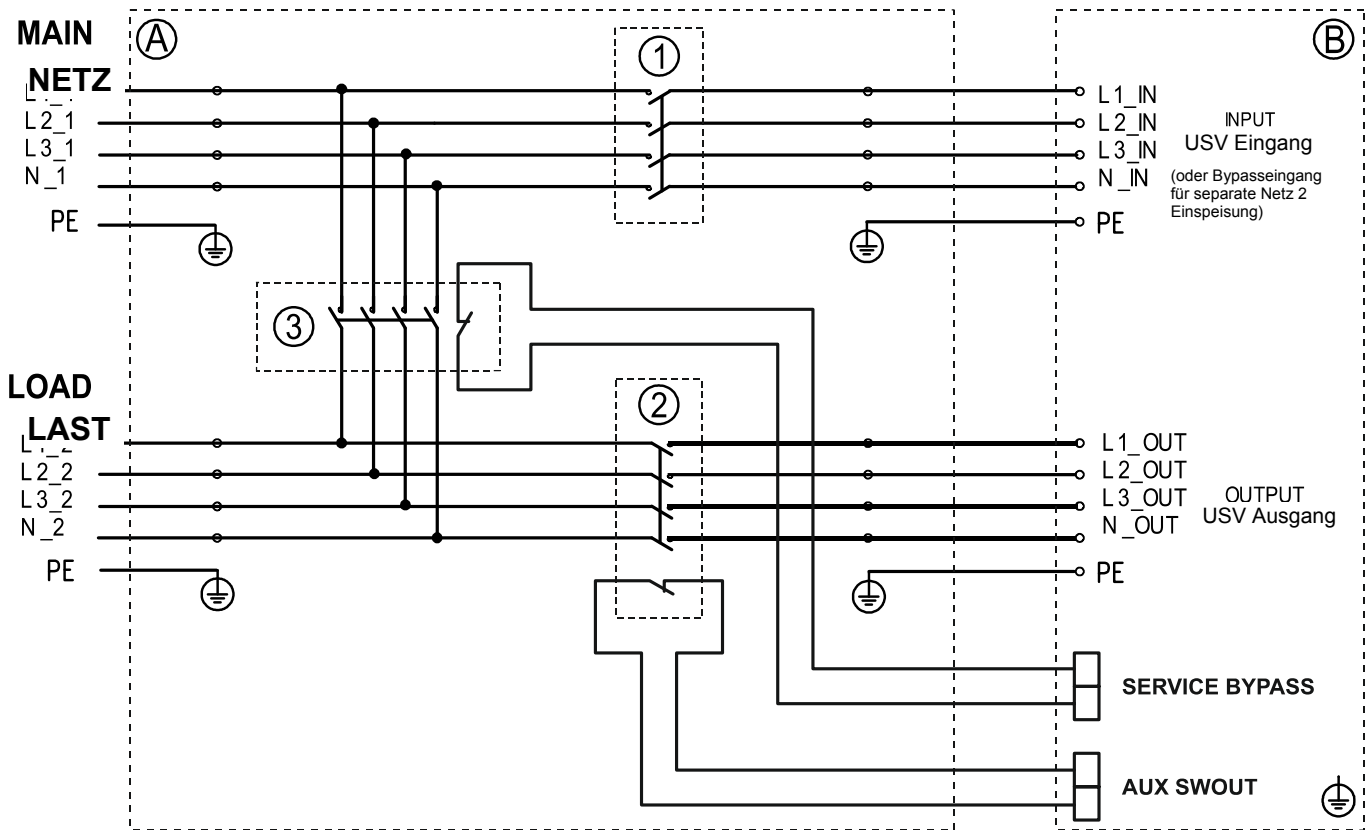 MAIN
A
1
B
NETZ
L1_IN
L2_1
L2_IN
INPUT
USV Eingang
L3_1
L3_IN
N_1
N_IN
(oder Bypasseingang
für separate Netz 2
Einspeisung)
PE
PE
3
LOAD
2
LAST
L1_OUT
L2_2
L2_OUT
L3_2
L3_OUT
OUTPUT
USV Ausgang
N_2
N_OUT
PE
PE
SERVICE BYPASS
AUX SWOUT